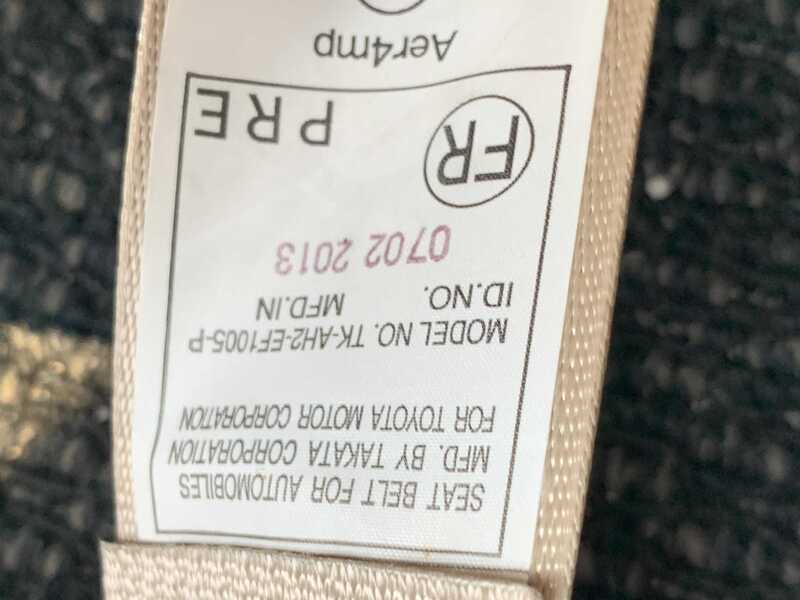 SEAT BELT FOR AUTOMOBILES
MFD. BY TAKATA CORPORATION
FOR TOYOTA MOTOR CORPORATION
MODEL NO. TK-AH2-EF1005-P
ID.NO. MFD.IN
0702 2013
FR PRE
Aer4mp